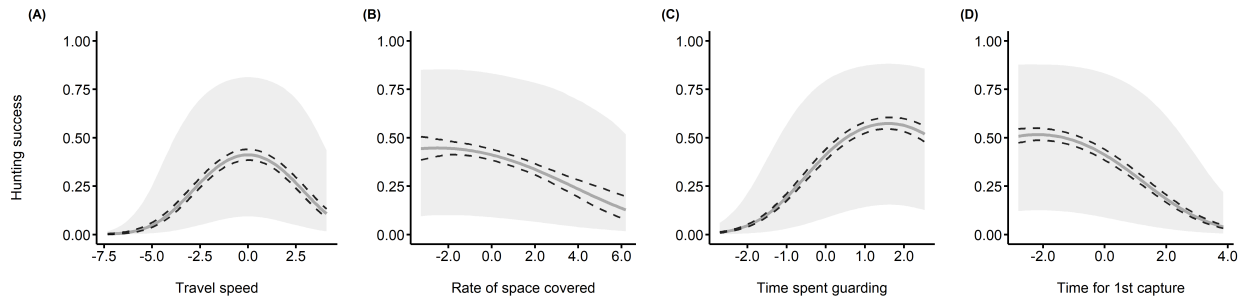 (A) (B) (C) (D)
Hunting success
1.00 1.00 1.00 1.00
0.75 0.75 0.75 0.75
0.50 0.50 0.50 0.50
0.25 0.25 0.25 0.25
0.00 0.00 0.00 0.00
-7.5 -5.0 -2.5 0.0 2.5 -2.0 0.0 2.0 4.0 6.0 -2.0 -1.0 0.0 1.0 2.0 -2.0 0.0 2.0 4.0
Travel speed Rate of space covered Time spent guarding Time for 1st capture